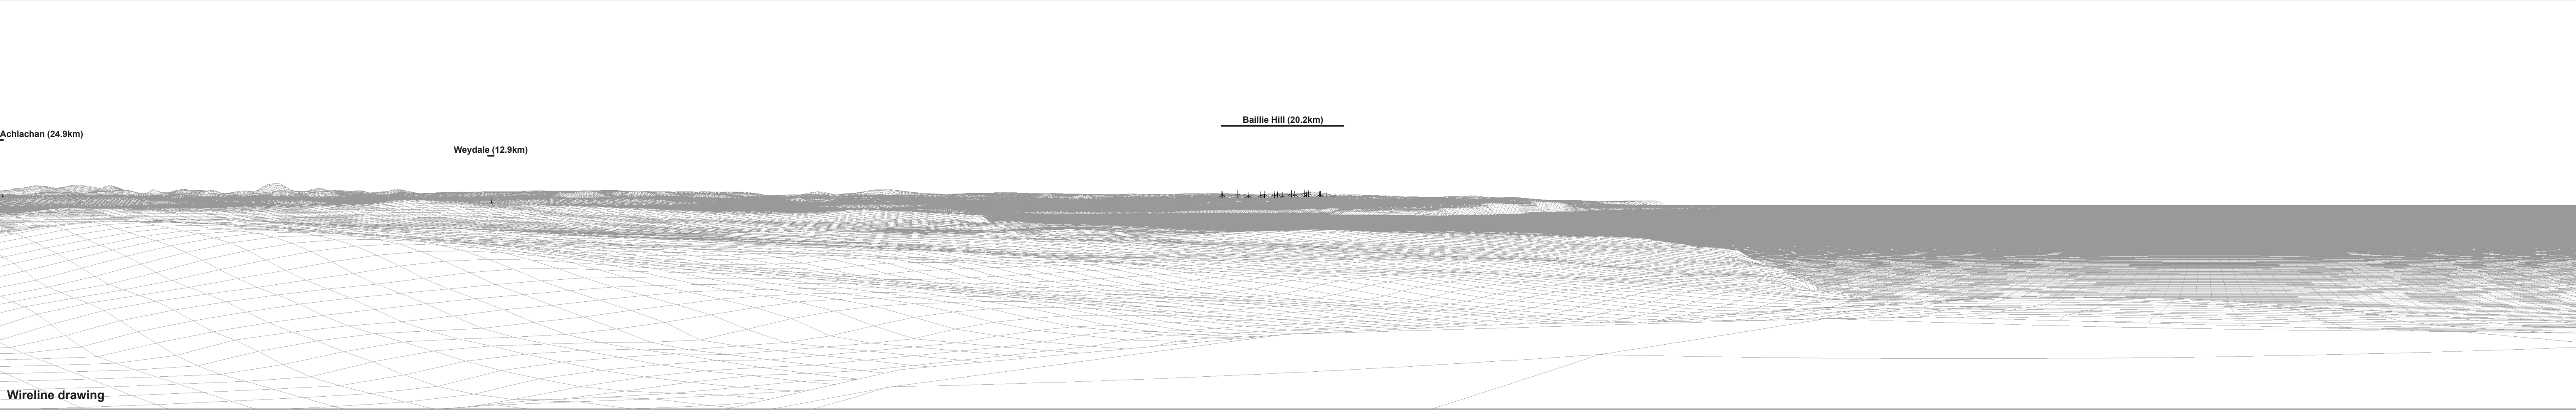 Baillie Hill (20.2km)
Achlachan (24.9km)
Weydale (12.9km)
Wireline drawing